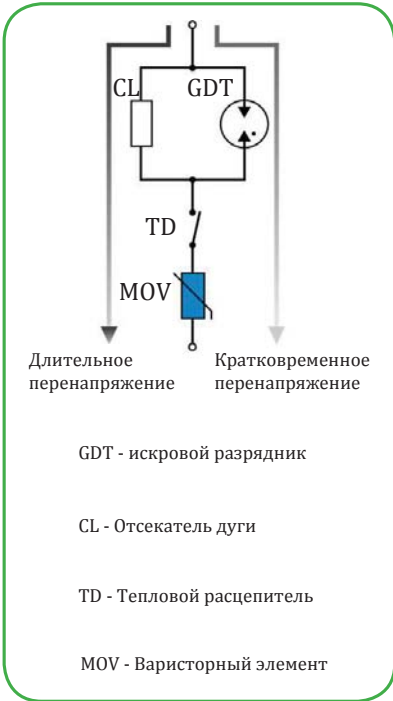 CL
GDT
TD
MOV
Длительное
перенапряжение
Кратковременное
перенапряжение
GDT - искровой разрядник
CL - Отсекатель дуги
TD - Тепловой расцепитель
MOV - Варисторный элемент